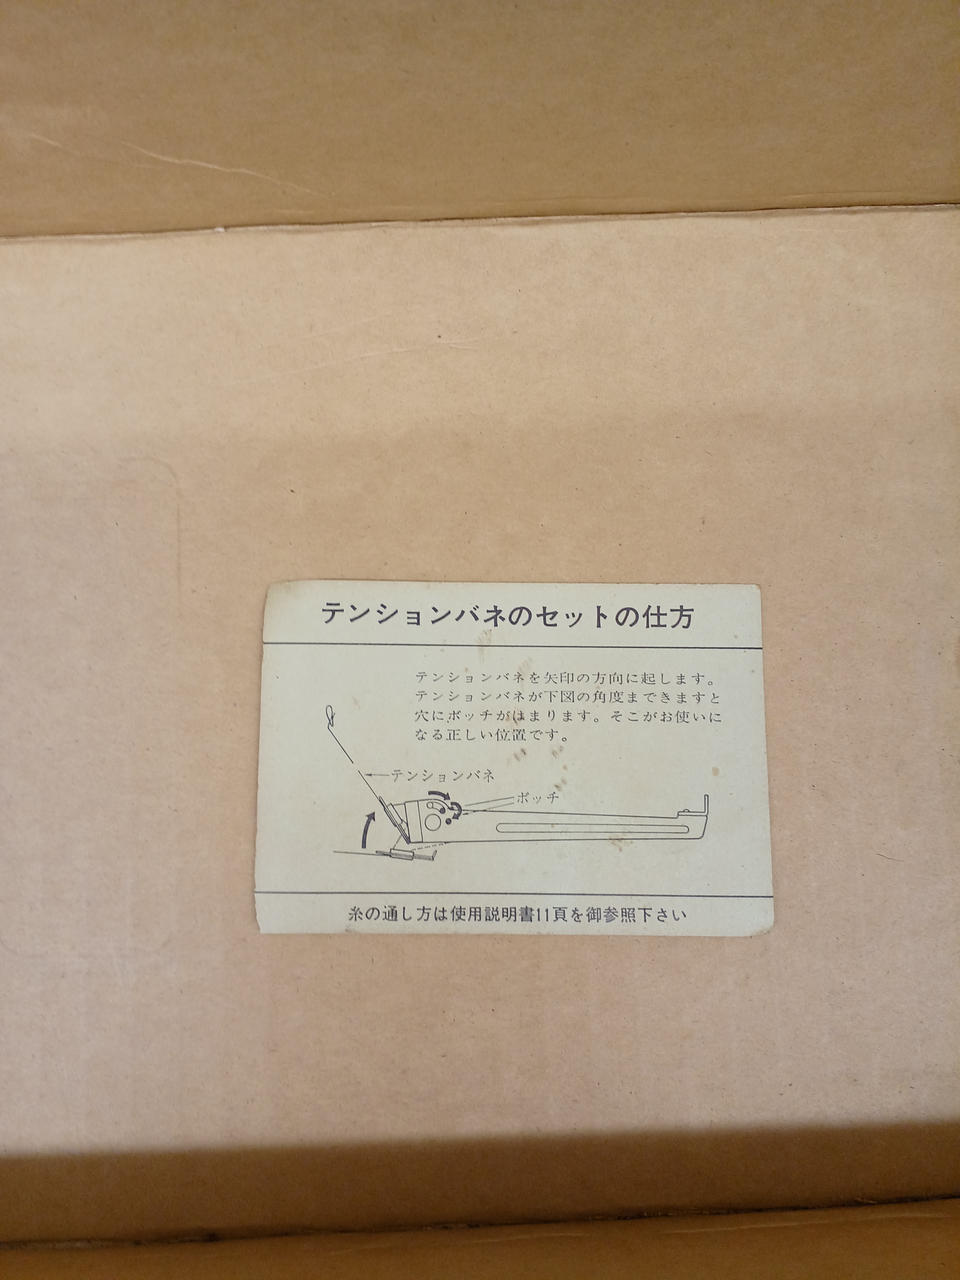 テンションバネのセットの仕方
テンションバネを矢印の方向に起します。
テンションバネが下図の角度まできますと
穴にボッチがはまります。そこがお使いに
なる正しい位置です。
テンションバネ
ボッチ
糸の通し方は使用説明書11頁を御参照下さい